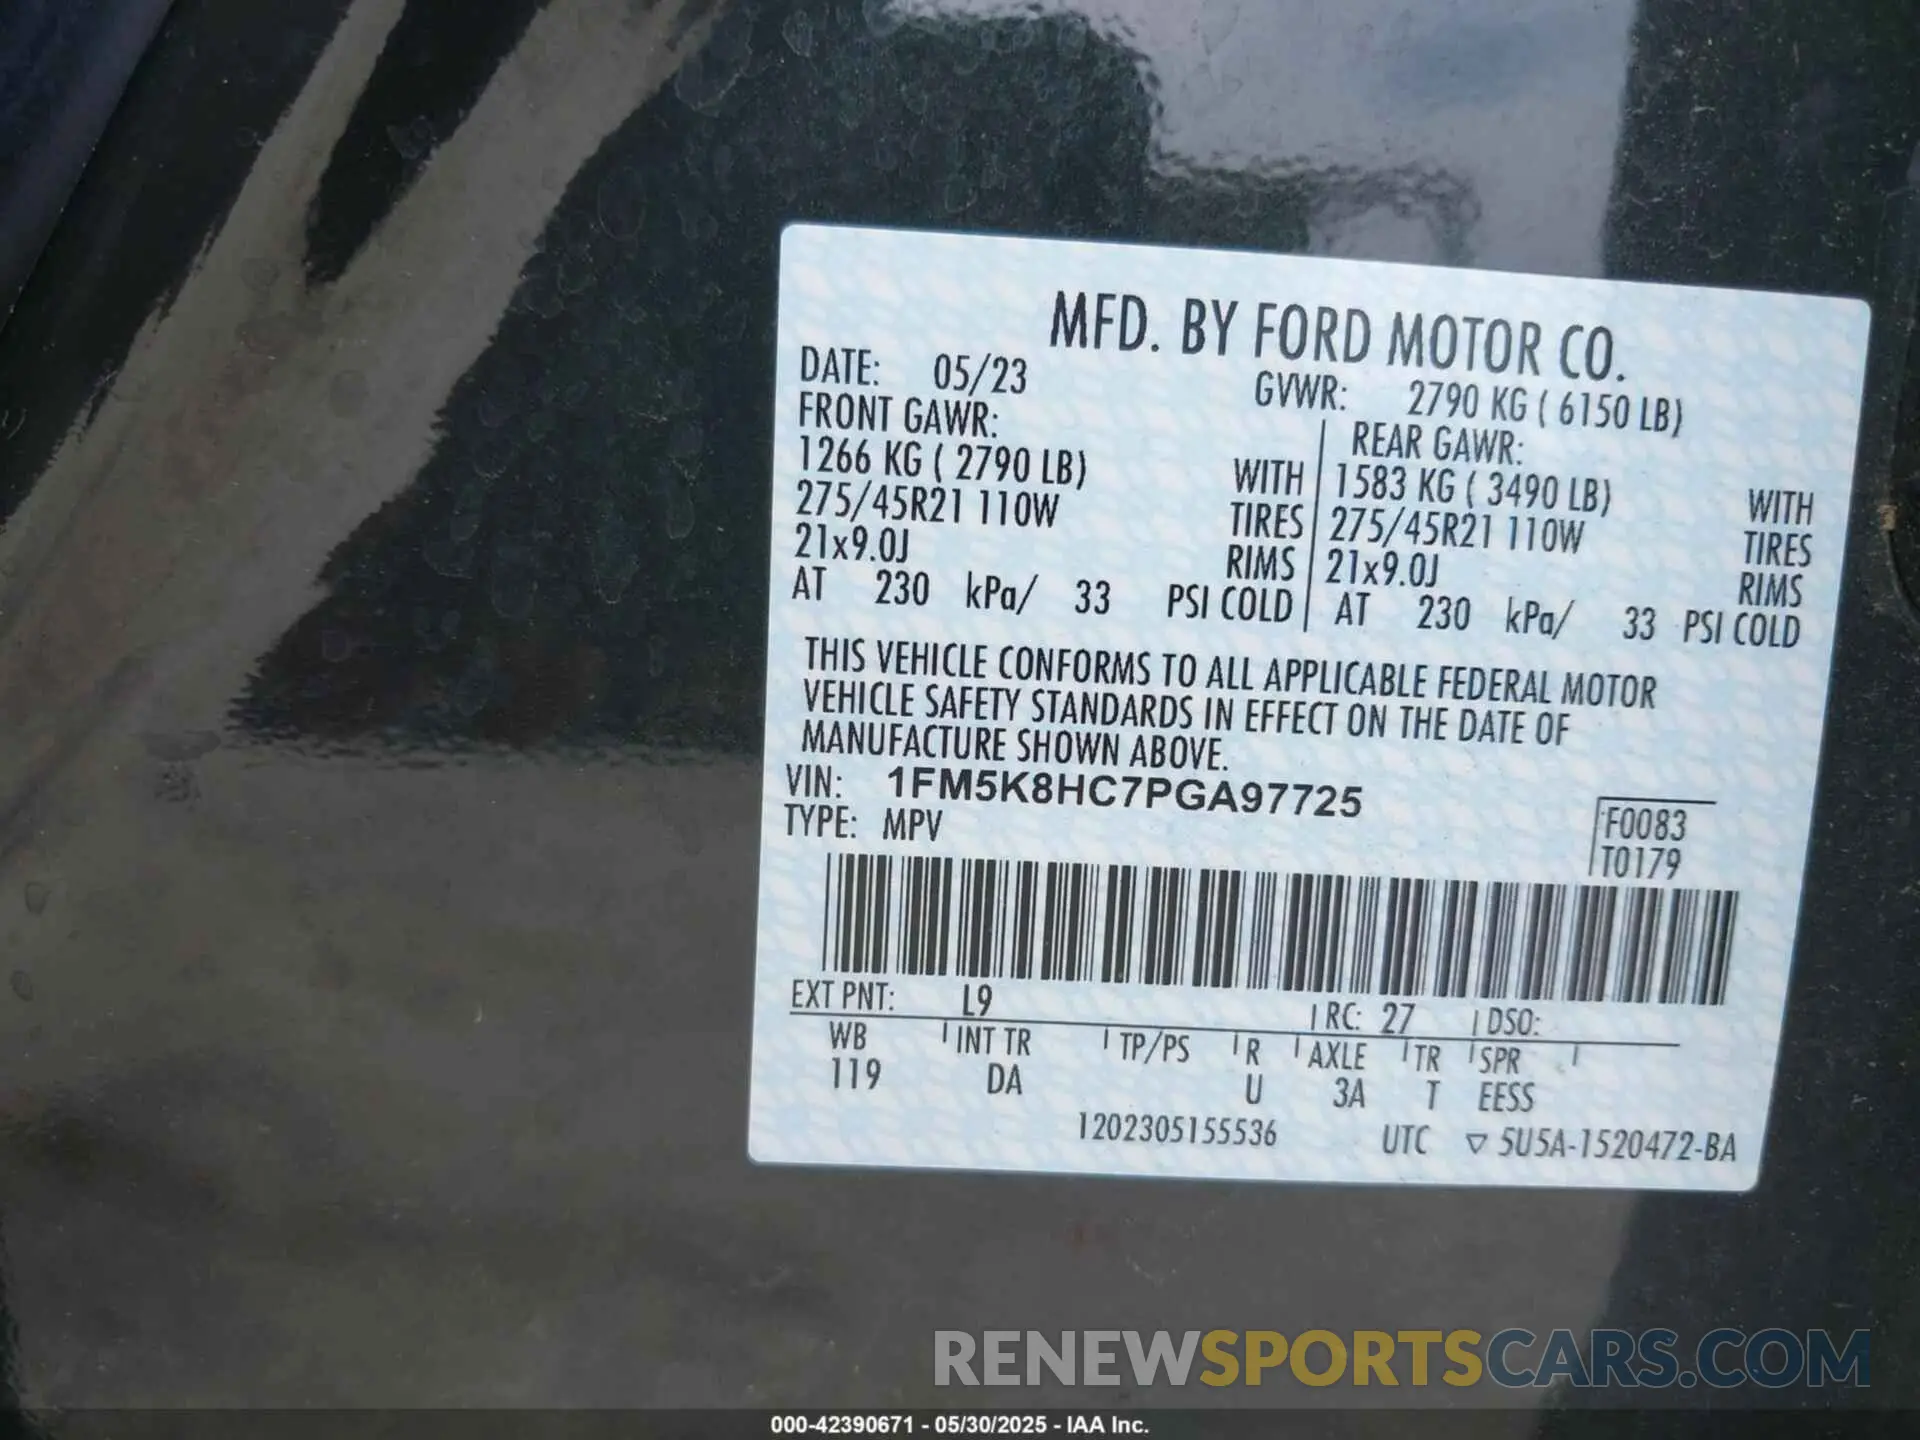 MFD. BY FORD MOTOR CO.
DATE: 05/23 GVWR: 2790 KG ( 6150 LB)
FRONT GAWR: REAR GAWR:
1266 KG ( 2790 LB) WITH 1583 KG ( 3490 LB) WITH
275/45R21 110W TIRES 275/45R21 110W TIRES
21x9.0J RIMS 21x9.0J RIMS
AT 230 kPa/ 33 PSI COLD AT 230 kPa/ 33 PSI COLD
THIS VEHICLE CONFORMS TO ALL APPLICABLE FEDERAL MOTOR
VEHICLE SAFETY STANDARDS IN EFFECT ON THE DATE OF
MANUFACTURE SHOWN ABOVE.
VIN: 1FM5K8HC7PGA97725
TYPE: MPV
F0083
T0179
EXT PNT: L9 RC: 27 DSO:
WB INT TR TP/PS R AXLE TR SPR
119 DA U 3A T EESS
1202305155536 UTC ▽ 5U5A-1520472-BA
RENEWSPORTSCARS.COM
000-42390671 - 05/30/2025 - IAA Inc.